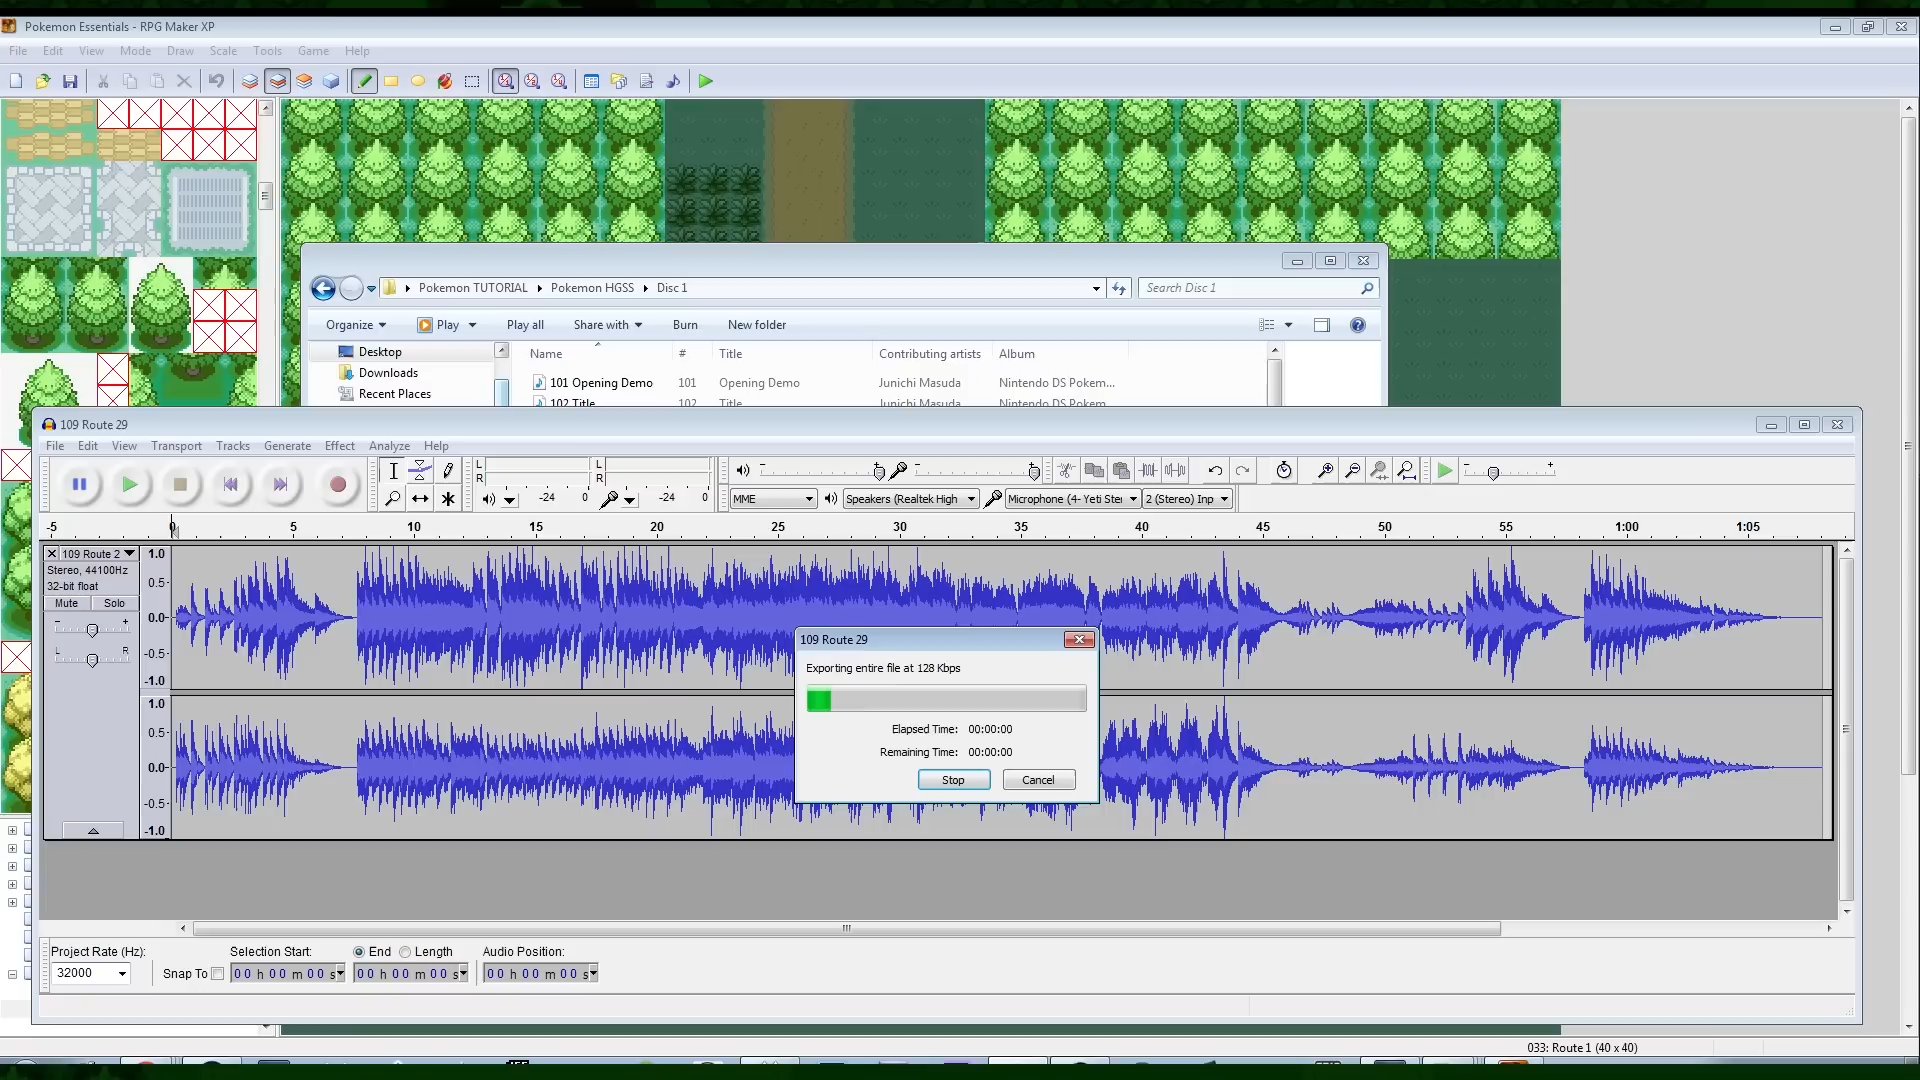 Pokemon Essentials - RPG Maker XP
File Edit View Mode Draw Scale Tools Game Help
Pokemon TUTORIAL Pokemon HGSS Disc 1
Search Disc 1
Organize Play Play all Share with Burn New folder
Desktop
Downloads
Recent Places
Name # Title Contributing artists Album
101 Opening Demo 101 Opening Demo Junichi Masuda Nintendo DS Pokem...
102 Title 102 Title Junichi Masuda Nintendo DS Pokem
109 Route 29
File Edit View Transport Tracks Generate Effect Analyze Help
L
R
-24 0
L
R
-24 0
MME
Speakers (Realtek High
Microphone (4- Yeti Ster
2 (Stereo) Inp
-5 0 5 10 15 20 25 30 35 40 45 50 55 1:00 1:05
109 Route 2
Stereo, 44100Hz
32-bit float
Mute Solo
- +
L R
1.0
0.5-
0.0-
-0.5-
-1.0
1.0
0.5-
0.0-
-0.5-
-1.0
109 Route 29
Exporting entire file at 128 Kbps
Elapsed Time: 00:00:00
Remaining Time: 00:00:00
Stop Cancel
Project Rate (Hz):
32000
Snap To
Selection Start:
00 h 00 m 00 s
End Length
00 h 00 m 00 s
Audio Position:
00 h 00 m 00 s
033: Route 1 (40 x 40)